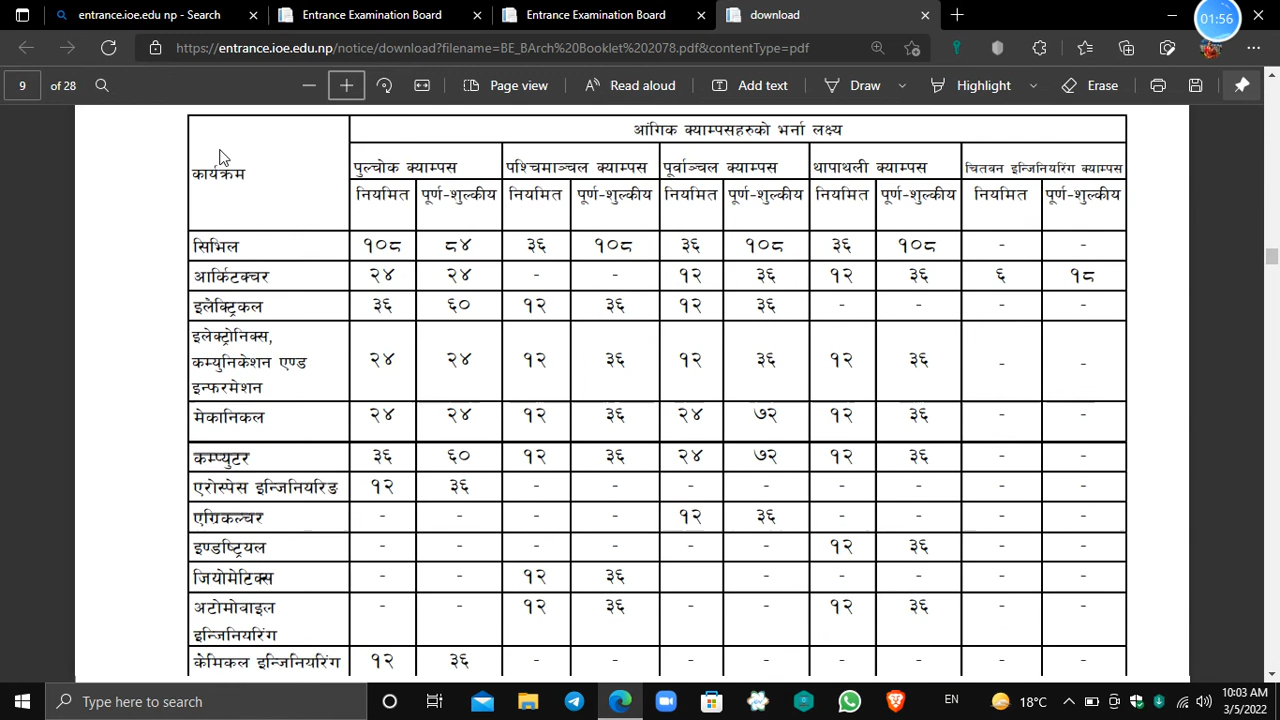 entrance.ioe.edu np - Search
Entrance Examination Board
Entrance Examination Board
download
01:56
https://entrance.ioe.edu.np/notice/download?filename=BE_BArch%20Booklet%202078.pdf&contentType=pdf
9 of 28
Page view
Read aloud
Add text
Draw
Highlight
Erase
कार्यक्रम
आंगिक क्याम्पसहरुको भर्ना लक्ष्य
पुल्चोक क्याम्पस पश्चिमाञ्चल क्याम्पस पूर्वाञ्चल क्याम्पस थापाथली क्याम्पस चितवन इन्जिनियरिंग क्याम्पस
नियमित पूर्ण-शुल्कीय नियमित पूर्ण-शुल्कीय नियमित पूर्ण-शुल्कीय नियमित पूर्ण-शुल्कीय नियमित पूर्ण-शुल्कीय
सिभिल १०८ ८४ ३६ १०८ ३६ १०८ ३६ १०८ - -
आर्किटक्चर २४ २४ - - १२ ३६ १२ ३६ ६ १८
इलैक्ट्रिकल ३६ ६० १२ ३६ १२ ३६ - - - -
इलेक्ट्रोनिक्स,
कम्युनिकेशन एण्ड २४ २४ १२ ३६ १२ ३६ १२ ३६ - -
इन्फरमेशन
मेकानिकल २४ २४ १२ ३६ २४ ७२ १२ ३६ - -
कम्प्युटर ३६ ६० १२ ३६ २४ ७२ १२ ३६ - -
एरोस्पेस इन्जिनियरिङ १२ ३६ - - - - - - - -
एग्रिकल्चर - - - - १२ ३६ - - - -
इण्डष्ट्रियल - - - - - - १२ ३६ - -
जियोमेटिक्स - - १२ ३६ - - - - -
अटोमोवाइल - - १२ ३६ - - १२ ३६ - -
इन्जिनियरिंग
केमिकल इन्जिनियरिंग १२ ३६ - - - - - - - -
Type here to search
EN
18°C
10:03 AM
3/5/2022